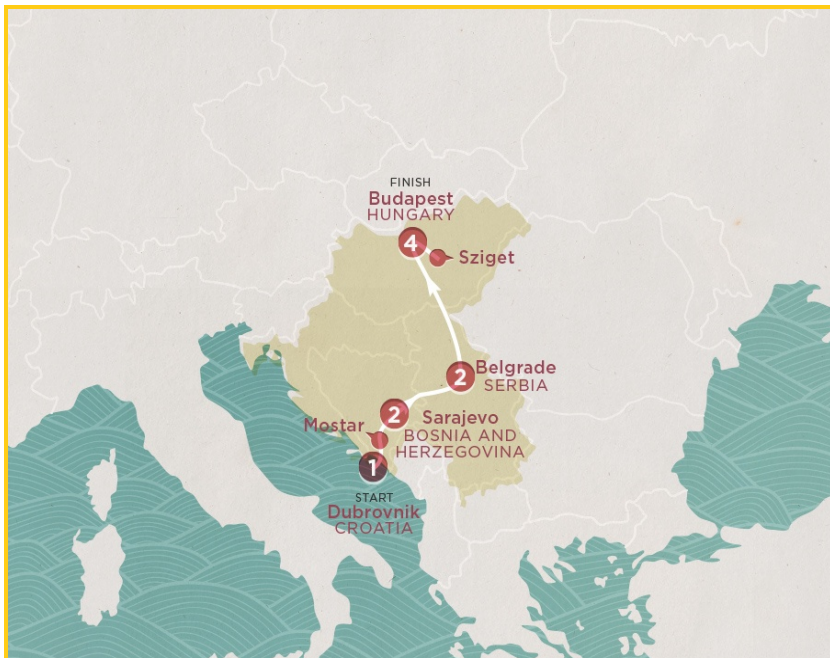 FINISH
Budapest
HUNGARY
4
Sziget
2
Belgrade
SERBIA
2
Sarajevo
BOSNIA AND
HERZEGOVINA
Mostar
1
START
Dubrovnik
CROATIA